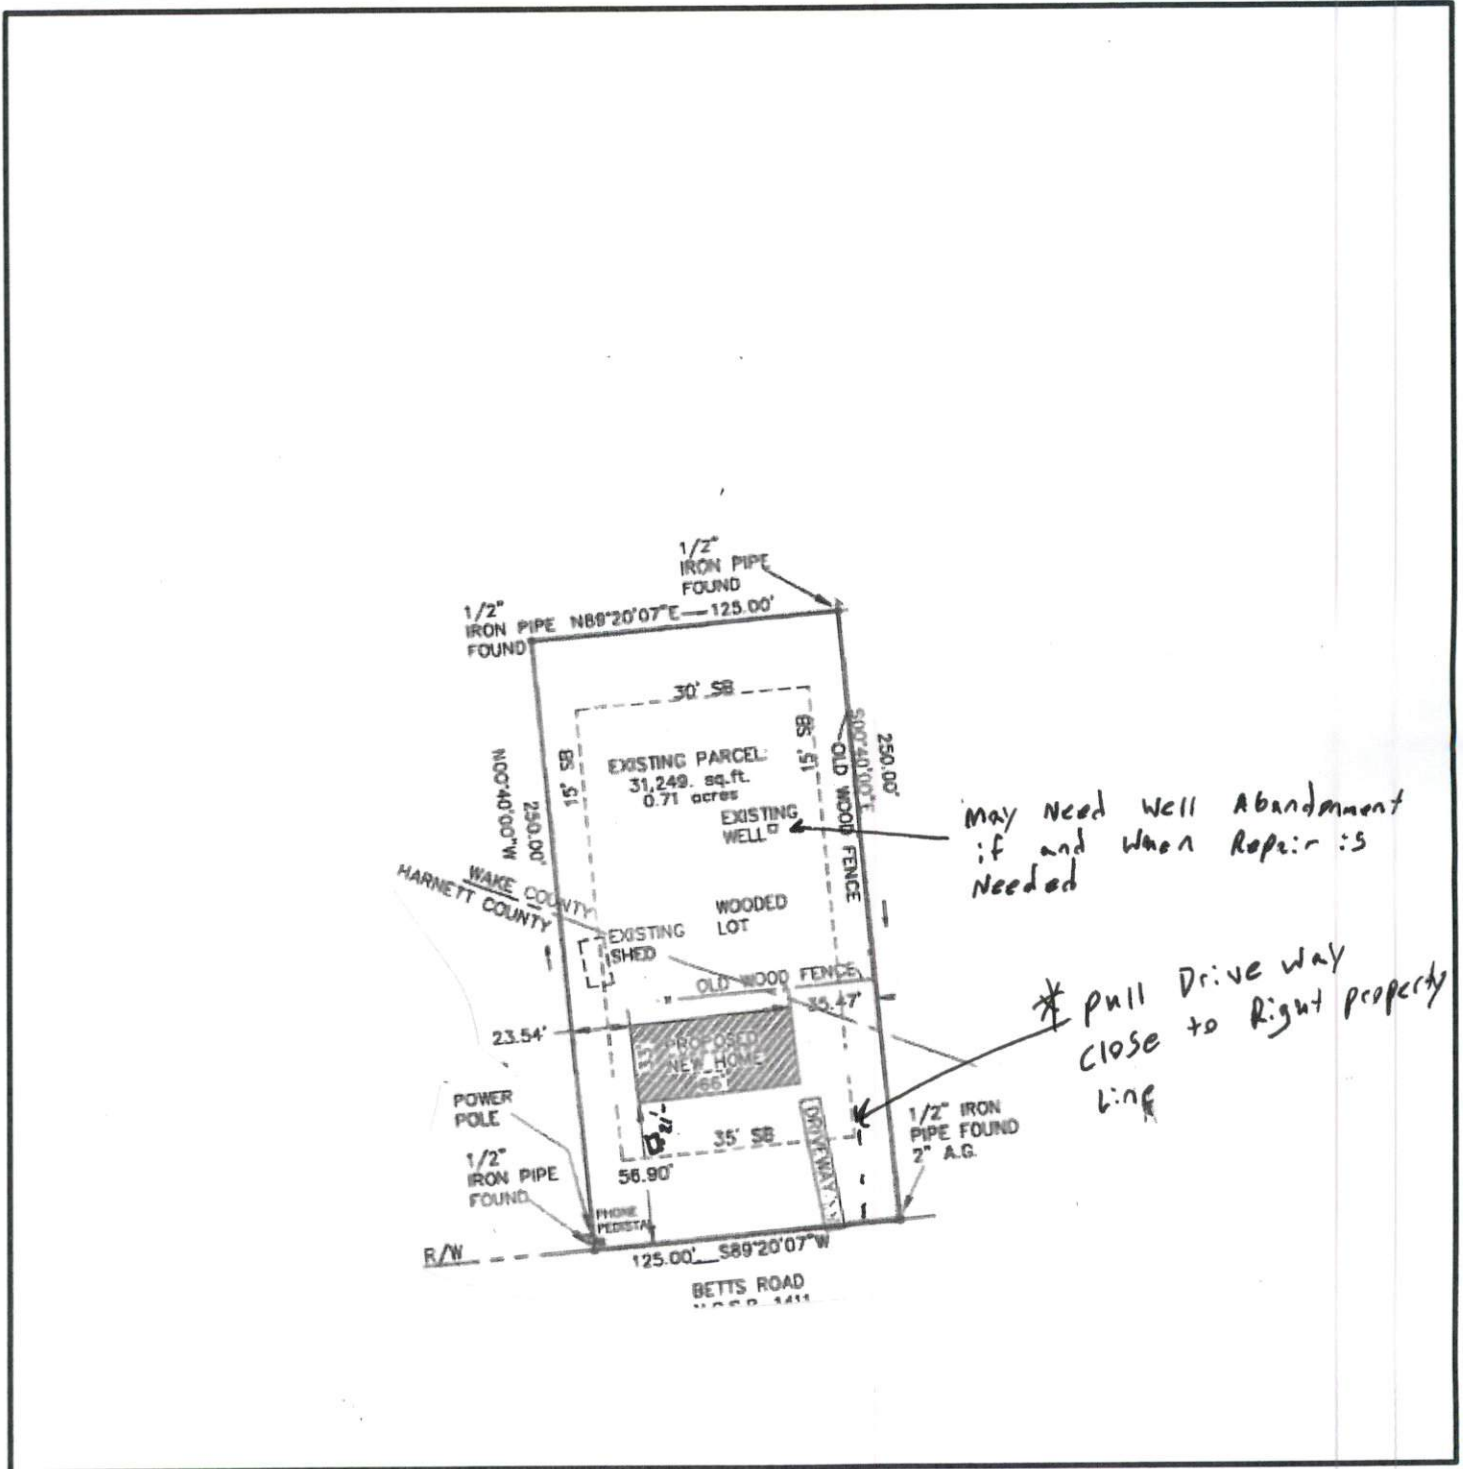 1/2"
IRON PIPE
FOUND
1/2"
IRON PIPE
FOUND
N89°20'07"E—125.00'
30' SB
15' SB
15' SB
EXISTING PARCEL:
31,249. sq.ft.
0.71 acres
EXISTING
WELL
N00°40'00"W
250.00'
S00°40'00"E
250.00'
OLD WOOD FENCE
May Need Well Abandonment
if and when Repair is
Needed
WAKE COUNTY
HARNETT COUNTY
WOODED
LOT
EXISTING
SHED
OLD WOOD FENCE
35.47'
23.54'
PROPOSED
NEW HOME
66'
* pull Drive way
close to Right property
Line
POWER
POLE
35' SB
DRIVEWAY
1/2" IRON
PIPE FOUND
2" A.G.
1/2"
IRON PIPE
FOUND
56.90'
PHONE
PEDISTA
R/W
125.00' S89°20'07"W
BETTS ROAD